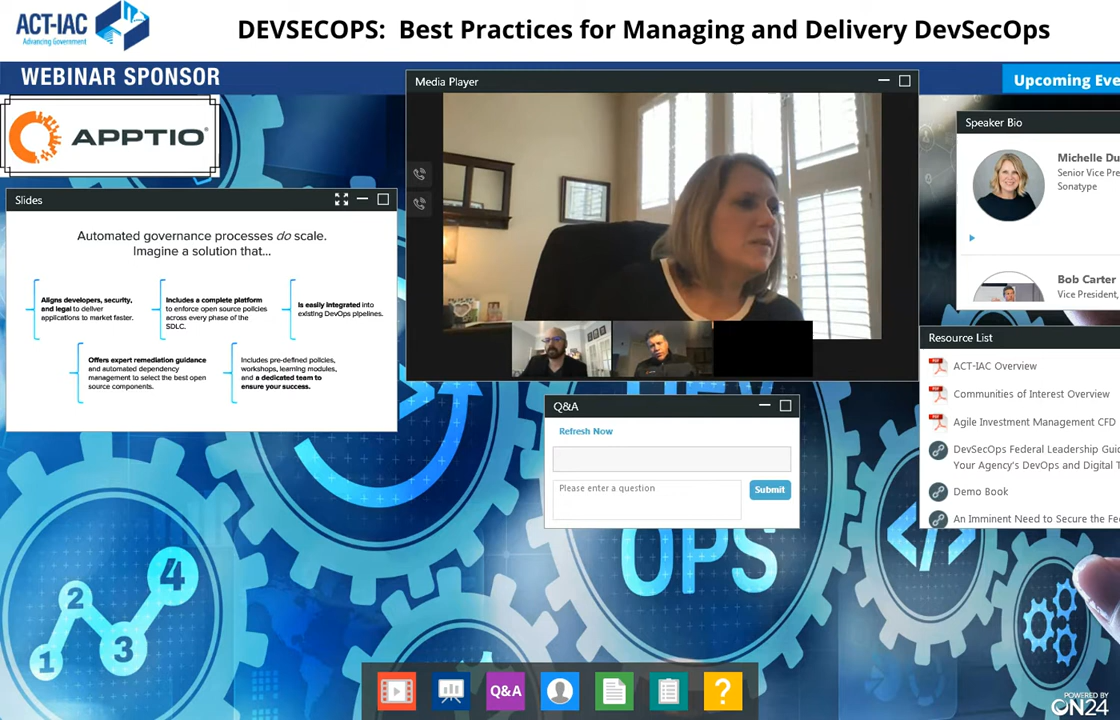 ACT-IAC
Advancing Government
DEVSECOPS: Best Practices for Managing and Delivery DevSecOps
WEBINAR SPONSOR
Upcoming Eve
APPTIO®
Media Player
Speaker Bio
Michelle Du
Senior Vice Pre
Sonatype
Bob Carter
Vice President,
Slides
Automated governance processes do scale.
Imagine a solution that...
Aligns developers, security,
and legal to deliver
applications to market faster.
Includes a complete platform
to enforce open source policies
across every phase of the
SDLC.
Is easily integrated into
existing DevOps pipelines.
Offers expert remediation guidance
and automated dependency
management to select the best open
source components.
Includes pre-defined policies,
workshops, learning modules,
and a dedicated team to
ensure your success.
Resource List
ACT-IAC Overview
Communities of Interest Overview
Agile Investment Management CFD
DevSecOps Federal Leadership Gui
Your Agency's DevOps and Digital T
Demo Book
An Imminent Need to Secure the Fe
Q&A
Refresh Now
Please enter a question
Submit
DEV
OPS
</>
1
2
3
4
Q&A
?
POWERED BY
ON24